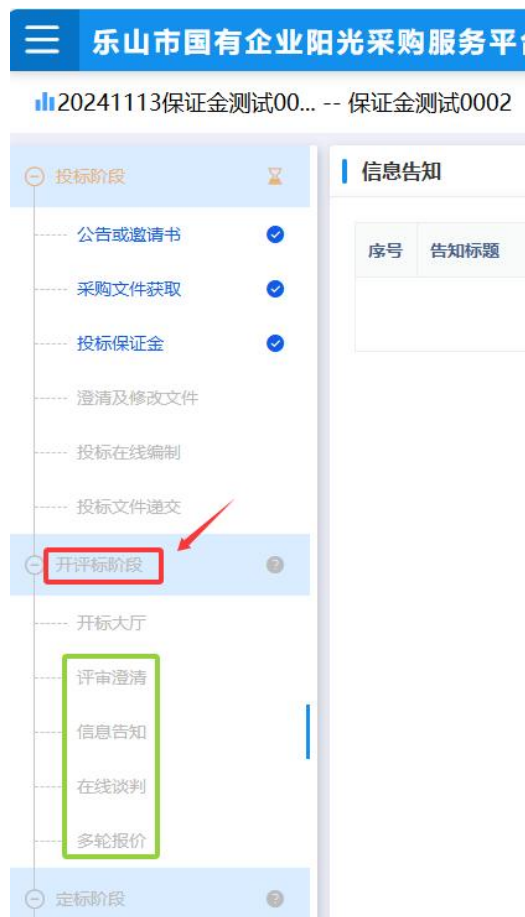 乐山市国有企业阳光采购服务平
20241113保证金测试00... -- 保证金测试0002
投标阶段
信息告知
公告或邀请书
序号 告知标题
采购文件获取
投标保证金
澄清及修改文件
投标在线编制
投标文件递交
开评标阶段
开标大厅
评审澄清
信息告知
在线谈判
多轮报价
定标阶段